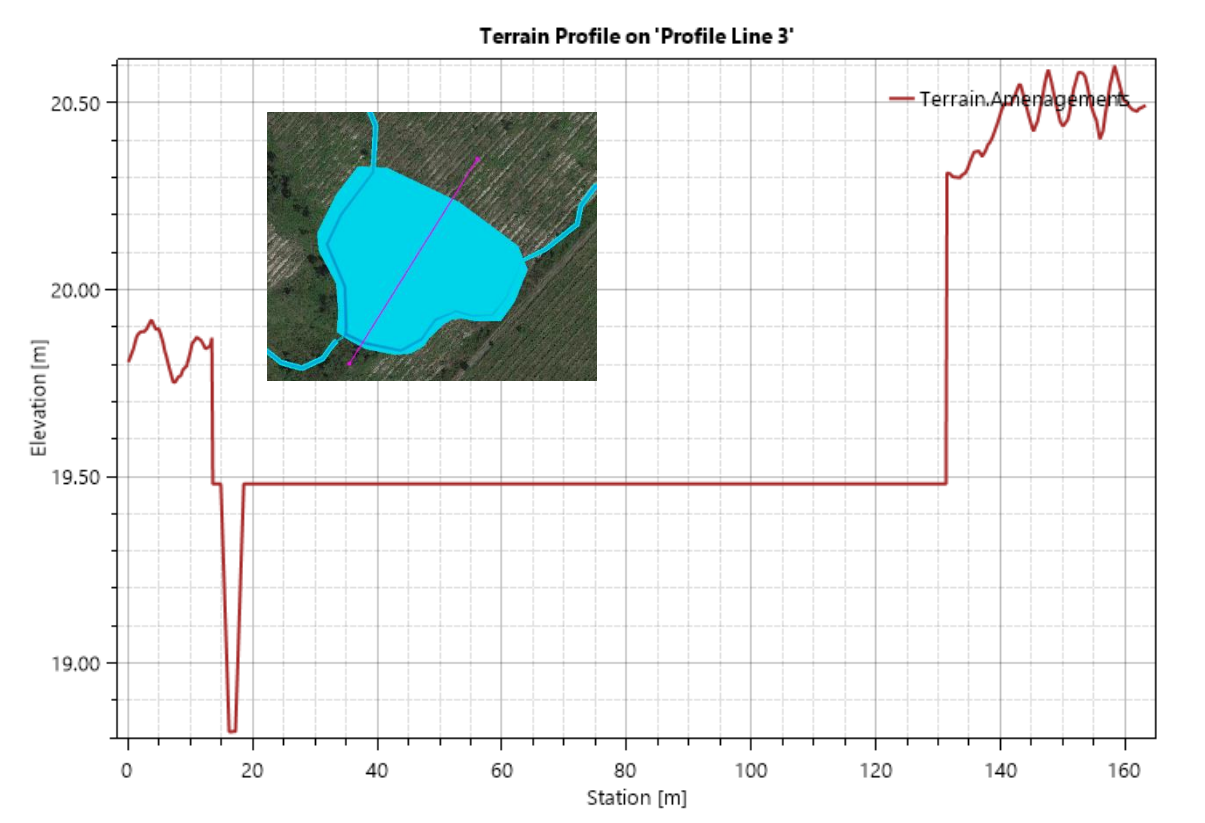 Terrain Profile on 'Profile Line 3'
20.50
20.00
19.50
19.00
Elevation [m]
Terrain.Amenagements
0 20 40 60 80 100 120 140 160
Station [m]